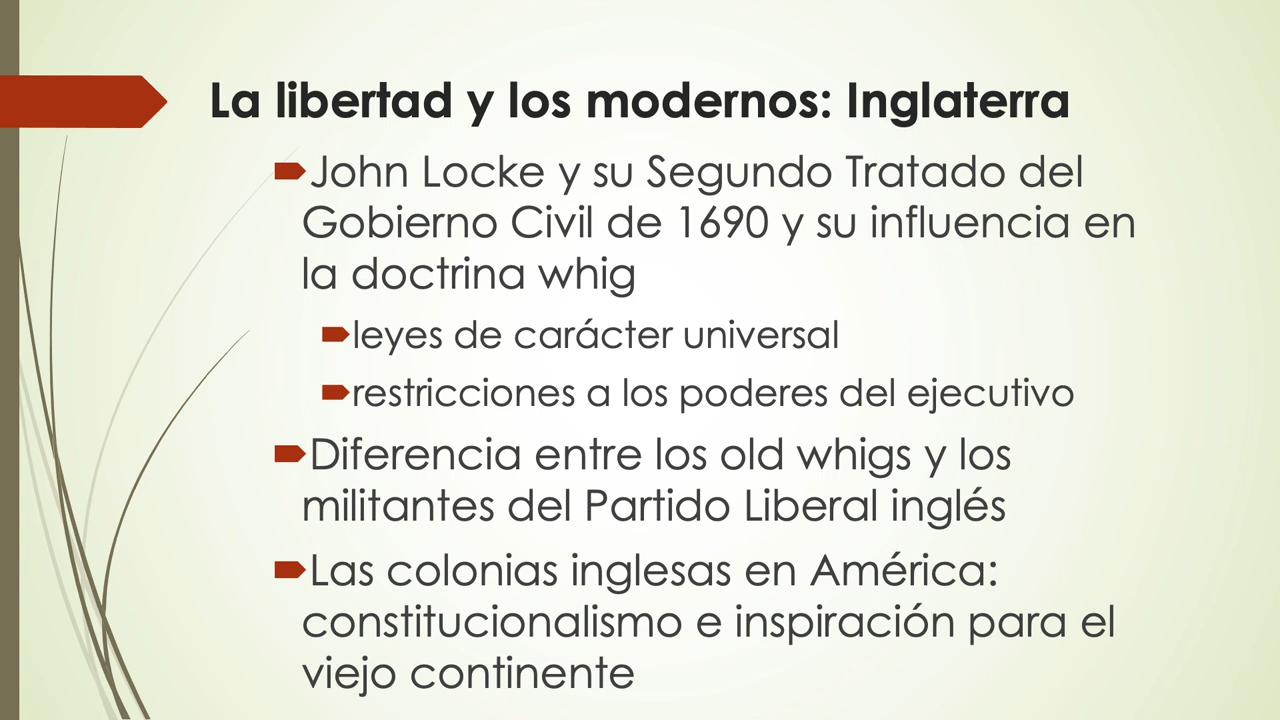 La libertad y los modernos: Inglaterra
John Locke y su Segundo Tratado del
Gobierno Civil de 1690 y su influencia en
la doctrina whig
leyes de carácter universal
restricciones a los poderes del ejecutivo
Diferencia entre los old whigs y los
militantes del Partido Liberal inglés
Las colonias inglesas en América:
constitucionalismo e inspiración para el
viejo continente